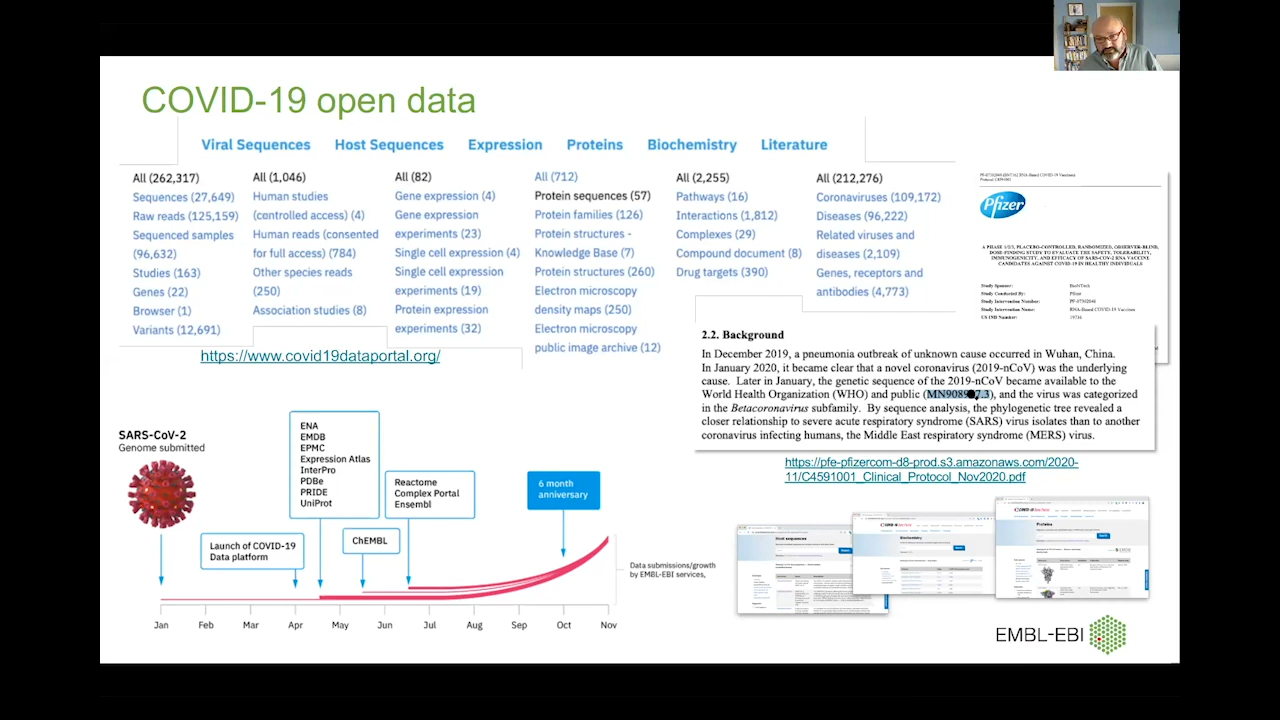 COVID-19 open data
Viral Sequences
Host Sequences
Expression
Proteins
Biochemistry
Literature
All (262,317)
Sequences (27,649)
Raw reads (125,159)
Sequenced samples
(96,632)
Studies (163)
Genes (22)
Browser (1)
Variants (12,691)
All (1,046)
Human studies
(controlled access) (4)
Human reads (consented
for full access) (784)
Other species reads
(250)
Association studies (8)
All (82)
Gene expression (4)
Gene expression
experiments (23)
Single cell expression (4)
Single cell expression
experiments (19)
Protein expression
experiments (32)
All (712)
Protein sequences (57)
Protein families (126)
Protein structures -
Knowledge Base (7)
Protein structures (260)
Electron microscopy
density maps (250)
Electron microscopy
public image archive (12)
All (2,255)
Pathways (16)
Interactions (1,812)
Complexes (29)
Compound document (8)
Drug targets (390)
All (212,276)
Coronaviruses (109,172)
Diseases (96,222)
Related viruses and
diseases (2,109)
Genes, receptors and
antibodies (4,773)
https://www.covid19dataportal.org/
Pfizer
A PHASE 1/2/3, PLACEBO-CONTROLLED, RANDOMIZED, OBSERVER-BLIND,
DOSE-FINDING STUDY TO EVALUATE THE SAFETY, TOLERABILITY,
IMMUNOGENICITY, AND EFFICACY OF SARS-COV-2 RNA VACCINE
CANDIDATES AGAINST COVID-19 IN HEALTHY INDIVIDUALS
Study Sponsor: BioNTech
Study Conducted By: Pfizer
Study Intervention Number: PF-07302048
Study Intervention Name: RNA-Based COVID-19 Vaccines
US IND Number: 19736
2.2. Background
In December 2019, a pneumonia outbreak of unknown cause occurred in Wuhan, China.
In January 2020, it became clear that a novel coronavirus (2019-nCoV) was the underlying
cause. Later in January, the genetic sequence of the 2019-nCoV became available to the
World Health Organization (WHO) and public ( ), and the virus was categorized
in the Betacoronavirus subfamily. By sequence analysis, the phylogenetic tree revealed a
closer relationship to severe acute respiratory syndrome (SARS) virus isolates than to another
coronavirus infecting humans, the Middle East respiratory syndrome (MERS) virus.
https://pfe-pfizercom-d8-prod.s3.amazonaws.com/2020-
11/C4591001_Clinical_Protocol_Nov2020.pdf
SARS-CoV-2
Genome submitted
Launch of COVID-19
Data platform
ENA
EMDB
EPMC
Expression Atlas
InterPro
PDBe
PRIDE
UniProt
ChEMBL
Reactome
Complex Portal
Ensembl
6 month
anniversary
Data submissions/growth
by EMBL-EBI services,
Jan Feb Mar Apr May Jun Jul Aug Sep Oct Nov
Host sequences
Biochemistry
Proteins
EMBL-EBI